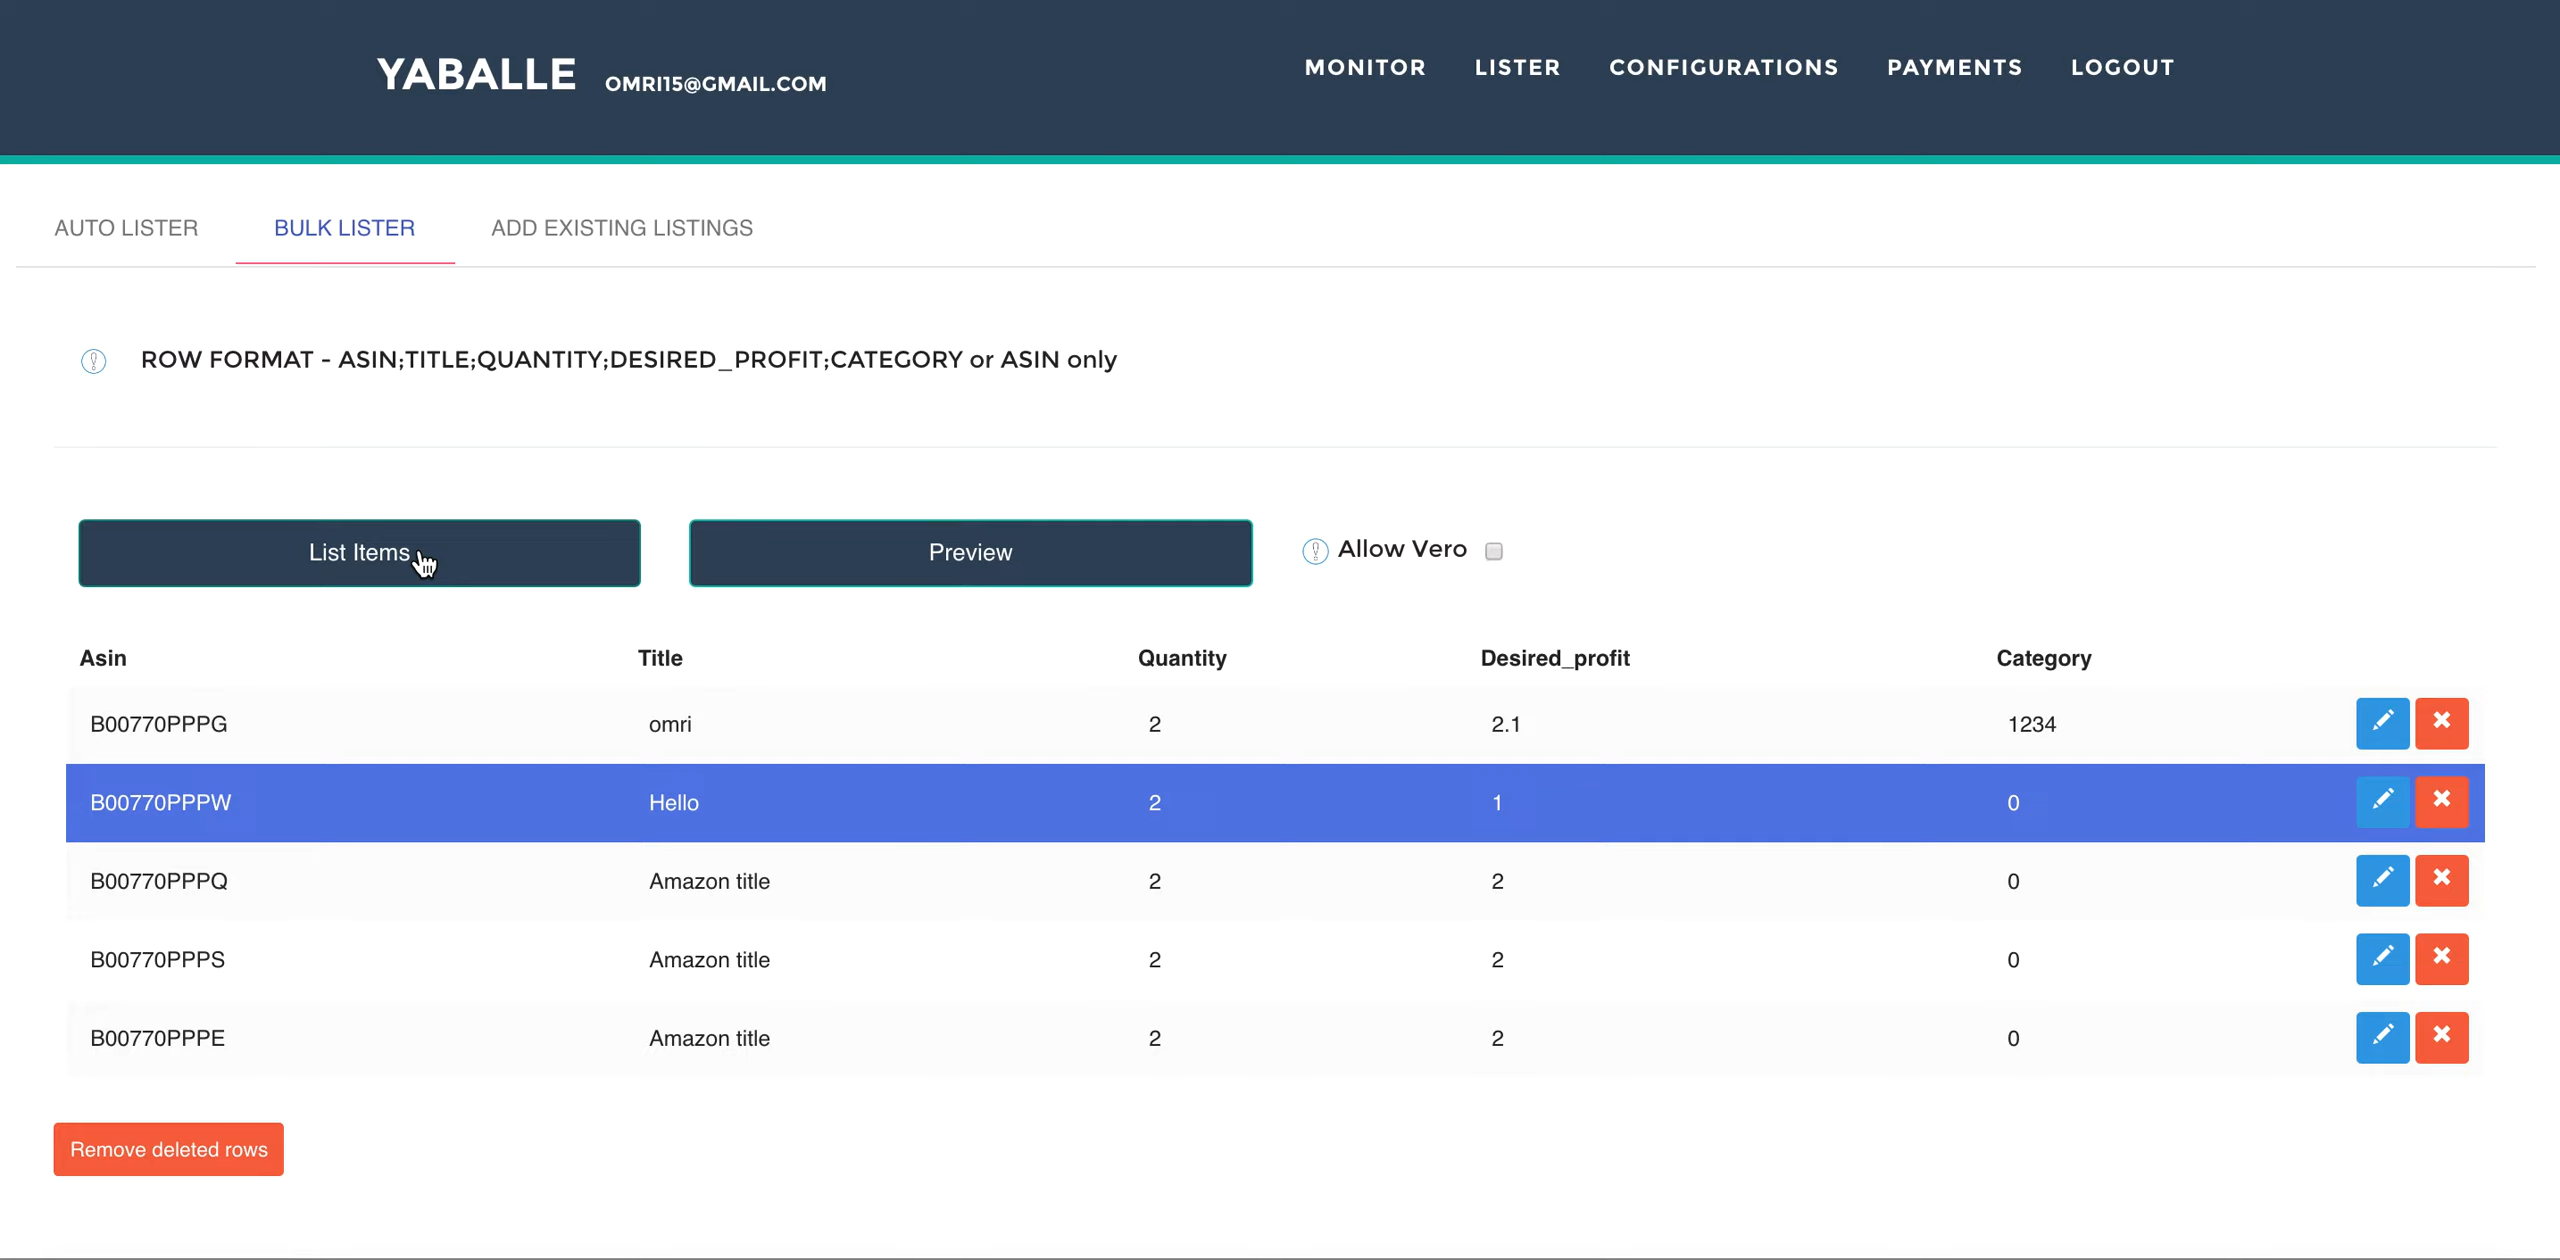 YABALLE OMRI15@GMAIL.COM MONITOR LISTER CONFIGURATIONS PAYMENTS LOGOUT
AUTO LISTER BULK LISTER ADD EXISTING LISTINGS
ROW FORMAT - ASIN;TITLE;QUANTITY;DESIRED_PROFIT;CATEGORY or ASIN only
List Items Preview Allow Vero
Asin Title Quantity Desired_profit Category
B00770PPPG omri 2 2.1 1234
B00770PPPW Hello 2 1 0
B00770PPPQ Amazon title 2 2 0
B00770PPPS Amazon title 2 2 0
B00770PPPE Amazon title 2 2 0
Remove deleted rows